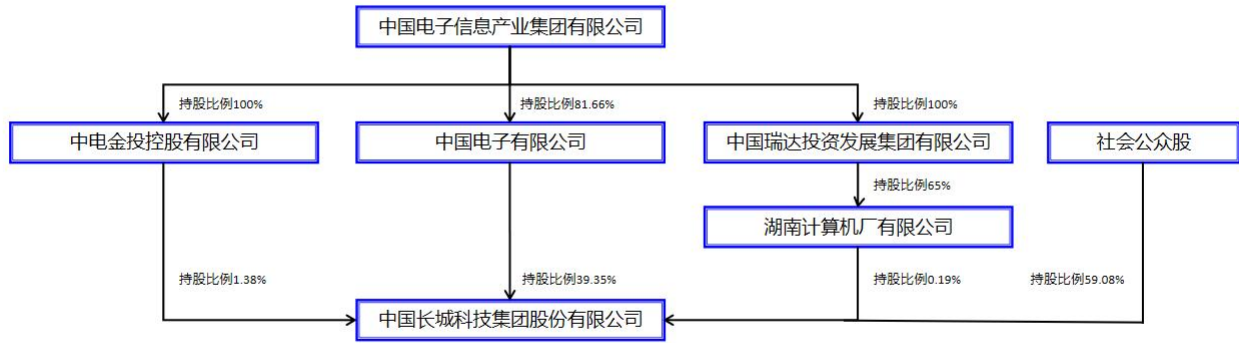 中国电子信息产业集团有限公司
持股比例100%
持股比例81.66%
持股比例100%
中电金投控股有限公司
中国电子有限公司
中国瑞达投资发展集团有限公司
社会公众股
持股比例65%
湖南计算机厂有限公司
持股比例1.38%
持股比例39.35%
持股比例0.19%
持股比例59.08%
中国长城科技集团股份有限公司